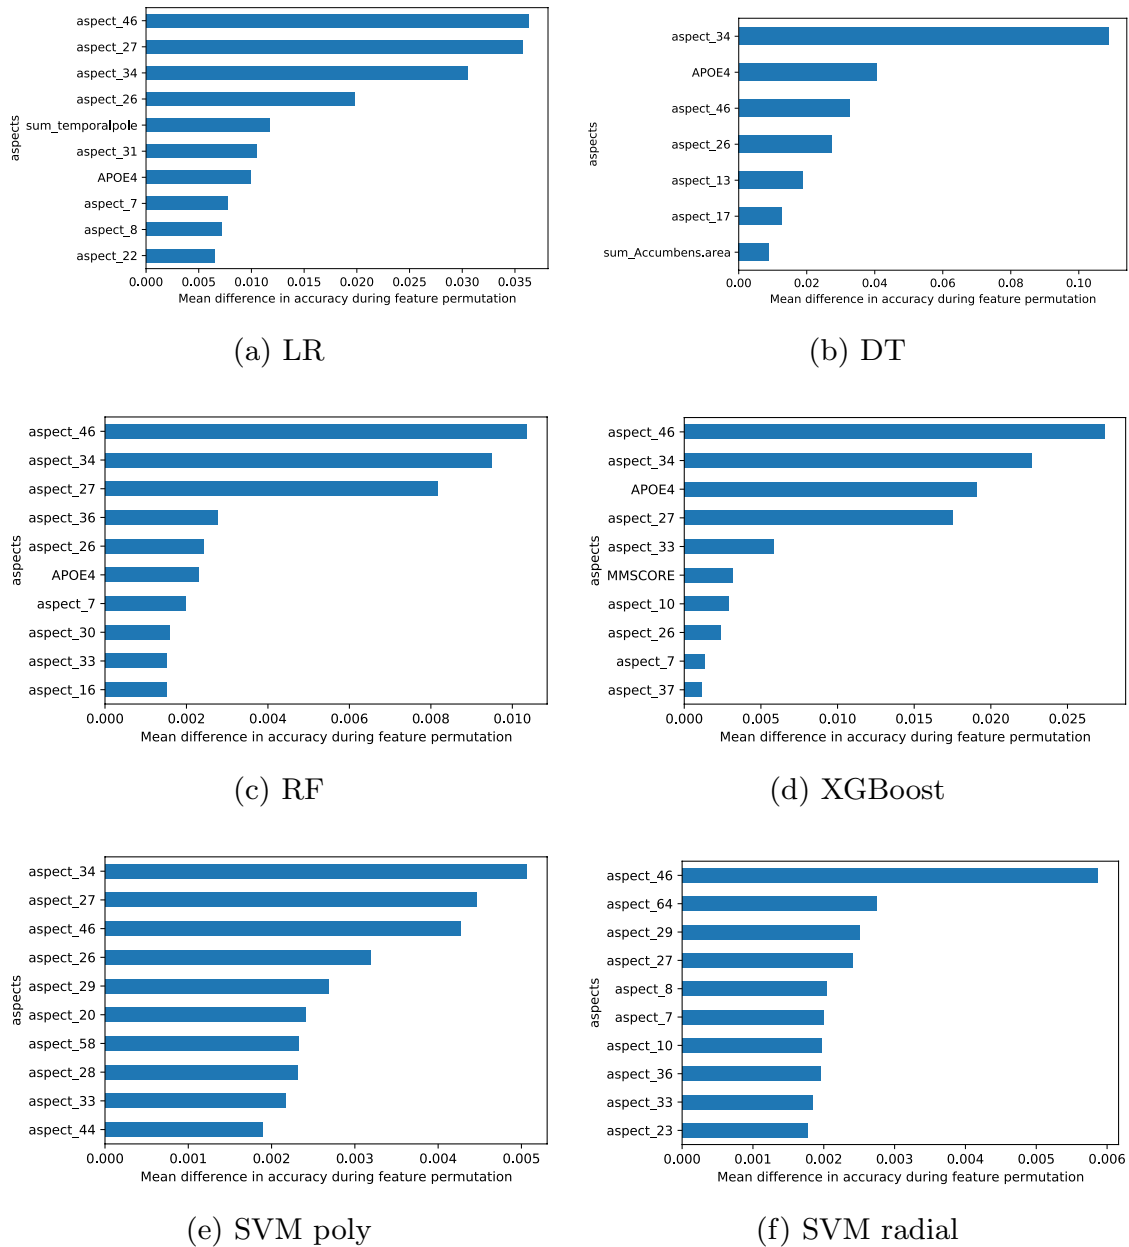 aspects
aspect_46
aspect_27
aspect_34
aspect_26
sum_temporalpole
aspect_31
APOE4
aspect_7
aspect_8
aspect_22
0.000 0.005 0.010 0.015 0.020 0.025 0.030 0.035
Mean difference in accuracy during feature permutation
(a) LR
aspects
aspect_34
APOE4
aspect_46
aspect_26
aspect_13
aspect_17
sum_Accumbens.area
0.00 0.02 0.04 0.06 0.08 0.10
Mean difference in accuracy during feature permutation
(b) DT
aspects
aspect_46
aspect_34
aspect_27
aspect_36
aspect_26
APOE4
aspect_7
aspect_30
aspect_33
aspect_16
0.000 0.002 0.004 0.006 0.008 0.010
Mean difference in accuracy during feature permutation
(c) RF
aspects
aspect_46
aspect_34
APOE4
aspect_27
aspect_33
MMSCORE
aspect_10
aspect_26
aspect_7
aspect_37
0.000 0.005 0.010 0.015 0.020 0.025
Mean difference in accuracy during feature permutation
(d) XGBoost
aspects
aspect_34
aspect_27
aspect_46
aspect_26
aspect_29
aspect_20
aspect_58
aspect_28
aspect_33
aspect_44
0.000 0.001 0.002 0.003 0.004 0.005
Mean difference in accuracy during feature permutation
(e) SVM poly
aspects
aspect_46
aspect_64
aspect_29
aspect_27
aspect_8
aspect_7
aspect_10
aspect_36
aspect_33
aspect_23
0.000 0.001 0.002 0.003 0.004 0.005 0.006
Mean difference in accuracy during feature permutation
(f) SVM radial